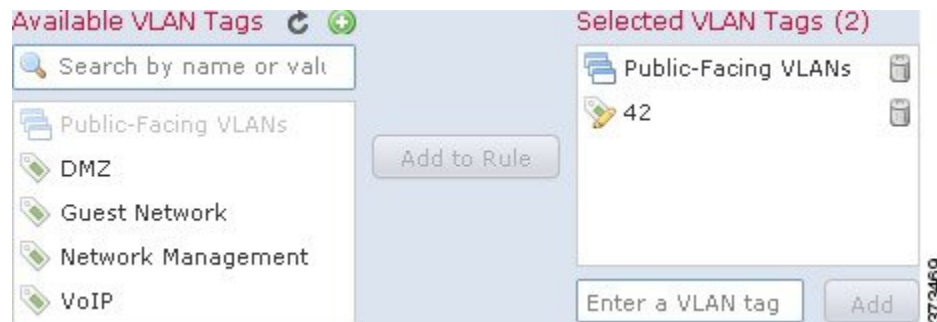 Available VLAN Tags
Search by name or valu
Public-Facing VLANs
DMZ
Guest Network
Network Management
VoIP
Add to Rule
Selected VLAN Tags (2)
Public-Facing VLANs
42
Enter a VLAN tag
Add
373469